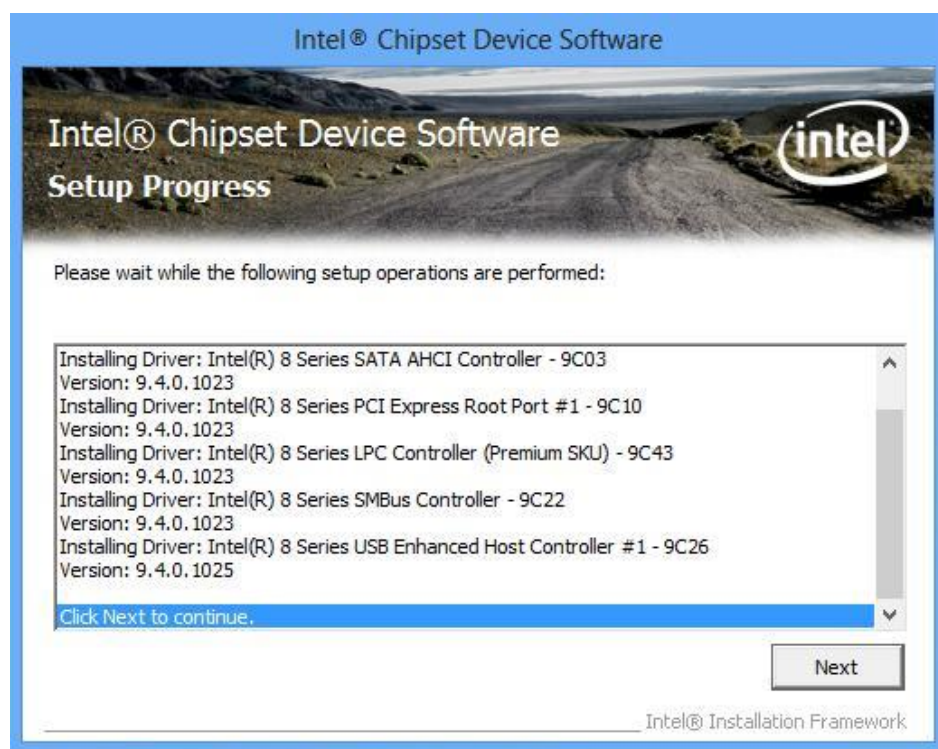 Intel® Chipset Device Software
Intel® Chipset Device Software
intel
Setup Progress
Please wait while the following setup operations are performed:
Installing Driver: Intel(R) 8 Series SATA AHCI Controller - 9C03
Version: 9.4.0.1023
Installing Driver: Intel(R) 8 Series PCI Express Root Port #1 - 9C10
Version: 9.4.0.1023
Installing Driver: Intel(R) 8 Series LPC Controller (Premium SKU) - 9C43
Version: 9.4.0.1023
Installing Driver: Intel(R) 8 Series SMBus Controller - 9C22
Version: 9.4.0.1023
Installing Driver: Intel(R) 8 Series USB Enhanced Host Controller #1 - 9C26
Version: 9.4.0.1025
Click Next to continue.
Next
Intel® Installation Framework